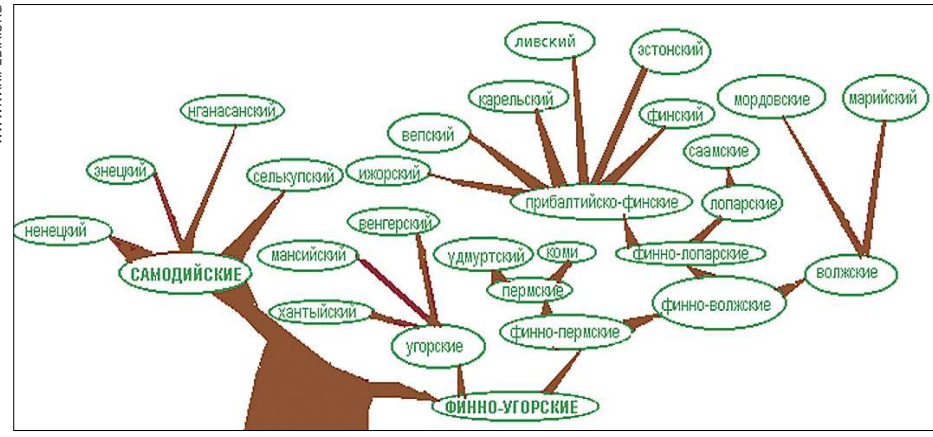 ливский
эстонский
карельский
мордовские
марийский
нганасанский
финский
вепский
саамские
энецкий
селькупский
ижорский
прибалтийско-финские
лопарские
ненецкий
венгерский
мансийский
удмуртский
коми
финно-лопарские
САМОДИЙСКИЕ
волжские
пермские
финно-волжские
хантыйский
финно-пермские
угорские
ФИННО-УГОРСКИЕ